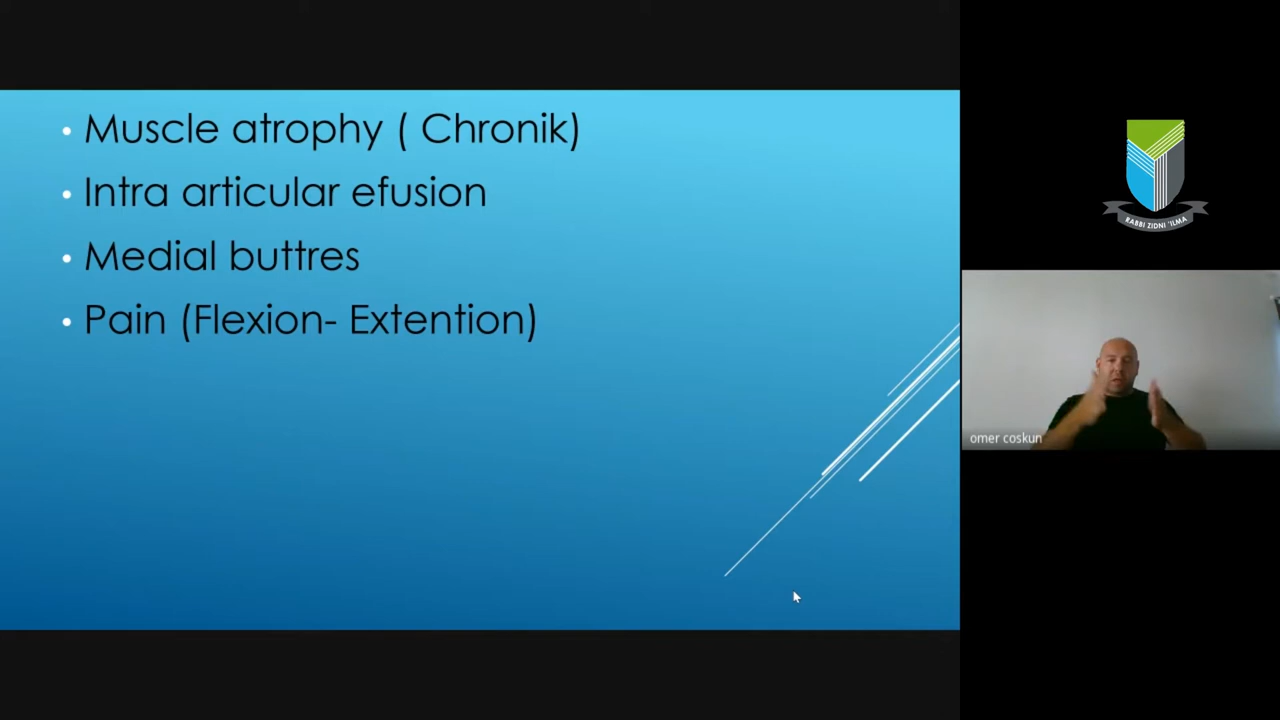 • Muscle atrophy ( Chronik)
• Intra articular efusion
• Medial buttres
• Pain (Flexion- Extention)
RABBI ZIDNI 'ILMA
omer coskun